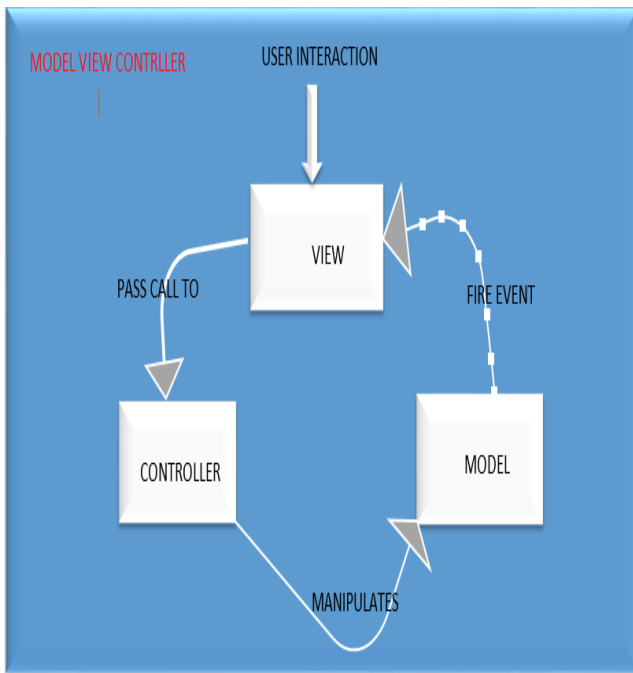 MODEL VIEW CONTRLLER
USER INTERACTION
VIEW
PASS CALL TO
FIRE EVENT
CONTROLLER
MODEL
MANIPULATES